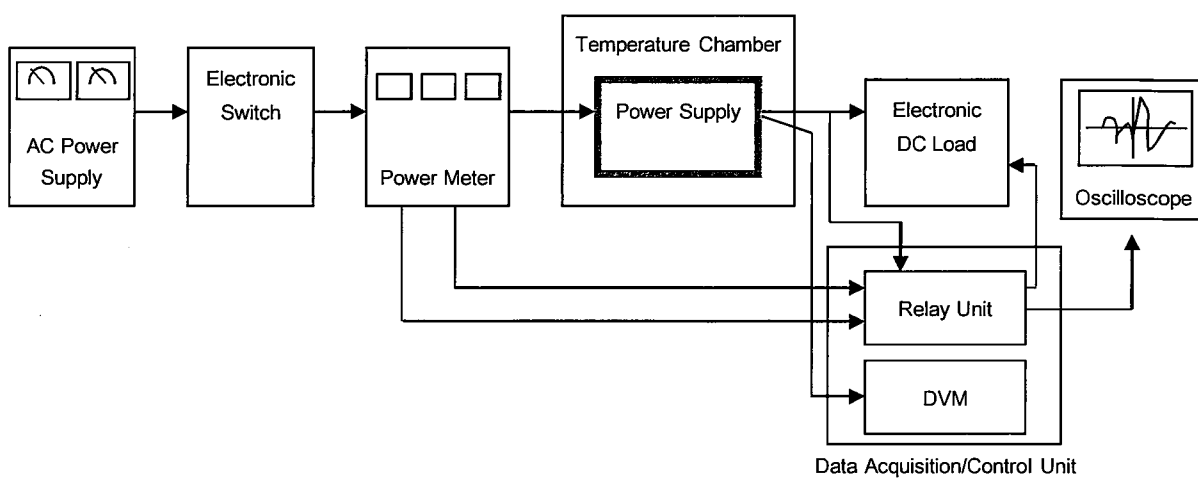 AC Power
Supply
Electronic
Switch
Power Meter
Temperature Chamber
Power Supply
Electronic
DC Load
Oscilloscope
Relay Unit
DVM
Data Acquisition/Control Unit